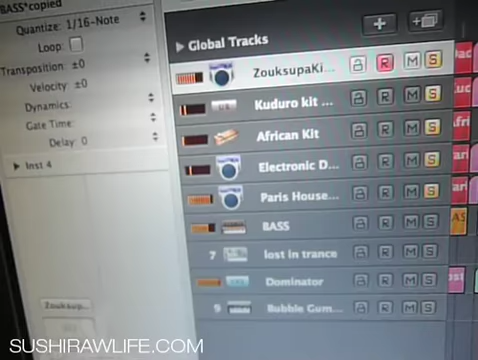 BASS*copied
Quantize: 1/16-Note
Loop:
Transposition: ±0
Velocity ±0
Dynamics:
Gate Time:
Delay 0
Inst 4
Zouksup...
Global Tracks
ZouksupaKi... R M S
Kuduro kit ... R M S
African Kit R M S
Electronic D... R M S
Paris House... R M S
BASS R M S
7 lost in trance R M S
Dominator R M S
9 Bubble Gum... R M S
SUSHIRAWLIFE.COM